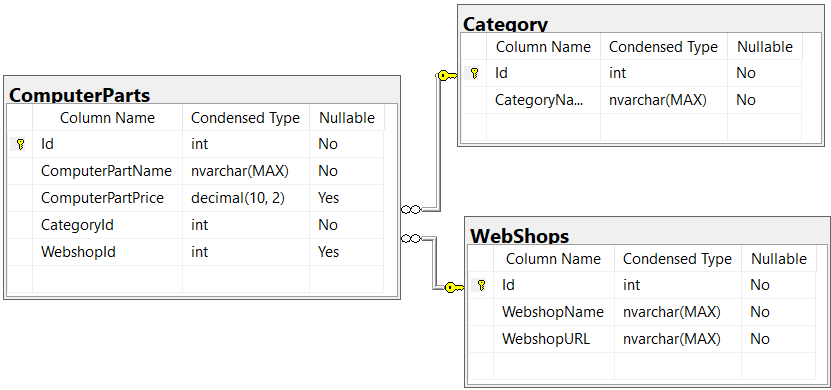 ComputerParts
Column Name Condensed Type Nullable
Id int No
ComputerPartName nvarchar(MAX) No
ComputerPartPrice decimal(10, 2) Yes
CategoryId int No
WebshopId int Yes
Category
Column Name Condensed Type Nullable
Id int No
CategoryNa... nvarchar(MAX) No
WebShops
Column Name Condensed Type Nullable
Id int No
WebshopName nvarchar(MAX) No
WebshopURL nvarchar(MAX) No